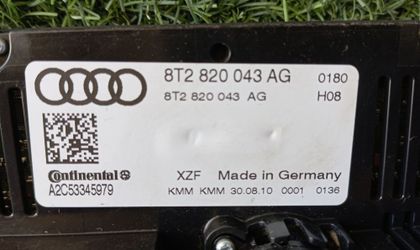 8T2 820 043 AG 0180
8T2 820 043 AG H08
Continental
A2C53345979
XZF Made in Germany
KMM KMM 30.08.10 0001 0136